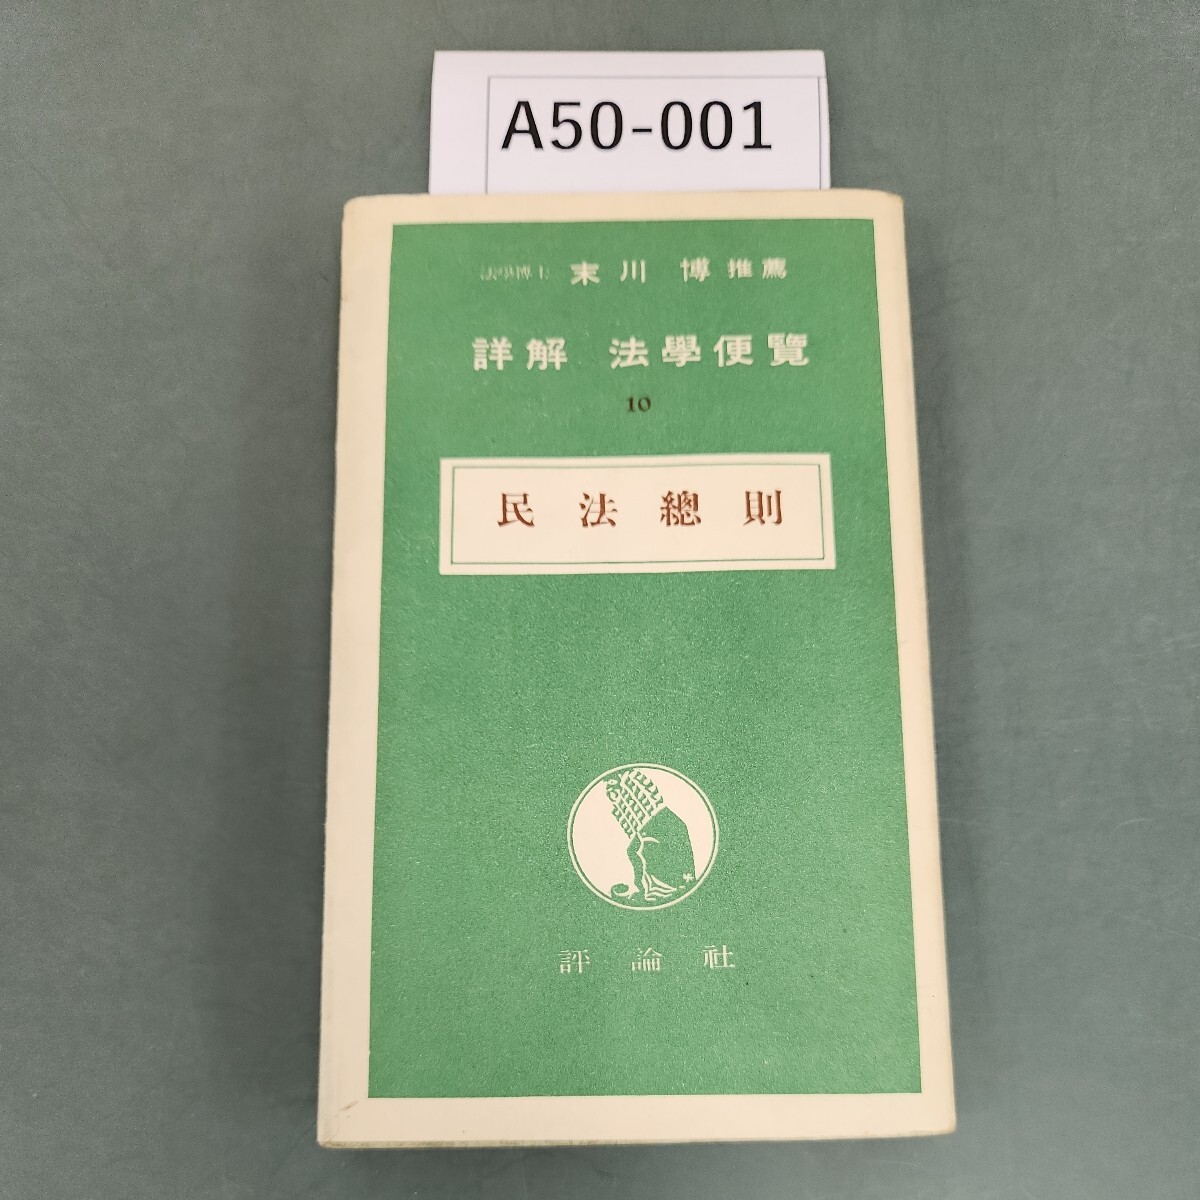 A50-001
法學博士 末川 博 推薦
詳解 法學便覽
10
民法總則
評論社